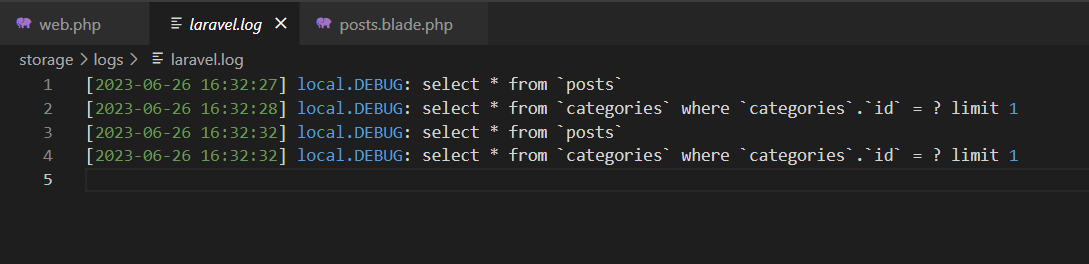 web.php laravel.log posts.blade.php
storage > logs > laravel.log
1 [2023-06-26 16:32:27] local.DEBUG: select * from `posts`
2 [2023-06-26 16:32:28] local.DEBUG: select * from `categories` where `categories`.`id` = ? limit 1
3 [2023-06-26 16:32:32] local.DEBUG: select * from `posts`
4 [2023-06-26 16:32:32] local.DEBUG: select * from `categories` where `categories`.`id` = ? limit 1
5